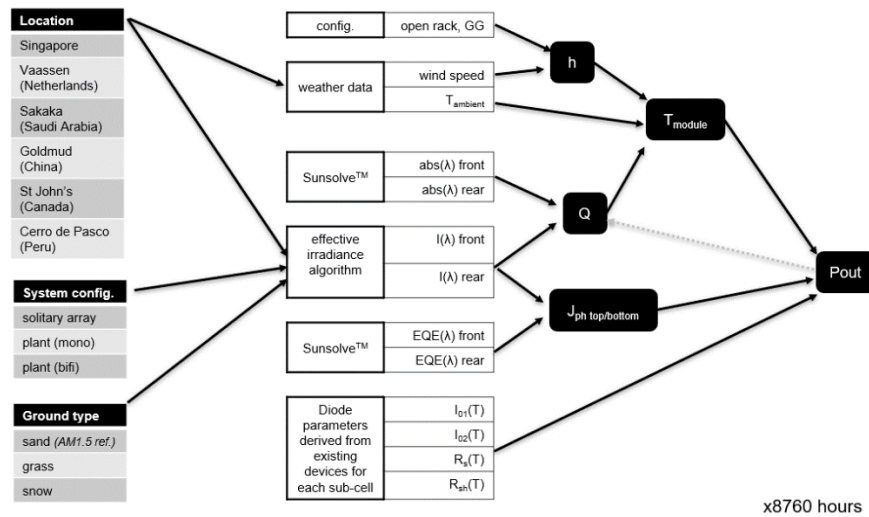 Location
Singapore
Vaassen
(Netherlands)
Sakaka
(Saudi Arabia)
Goldmud
(China)
St John's
(Canada)
Cerro de Pasco
(Peru)
System config.
solitary array
plant (mono)
plant (bifi)
Ground type
sand (AM1.5 ref.)
grass
snow
config.
open rack, GG
weather data
wind speed
T_ambient
Sunsolve™
abs(λ) front
abs(λ) rear
effective
irradiance
algorithm
I(λ) front
I(λ) rear
Sunsolve™
EQE(λ) front
EQE(λ) rear
Diode
parameters
derived from
existing
devices for
each sub-cell
I₀₁(T)
I₀₂(T)
Rₛ(T)
Rₛₕ(T)
h
T_module
Q
J_ph top/bottom
Pout
x8760 hours